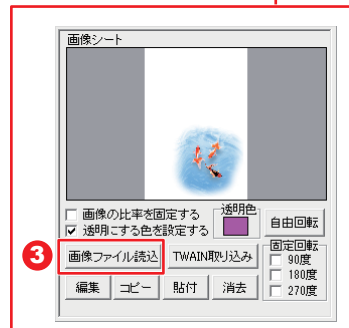 画像シート
画像の比率を固定する
透明にする色を設定する
透明色
自由回転
3
画像ファイル読込
TWAIN取り込み
固定回転
90度
180度
270度
編集
コピー
貼付
消去